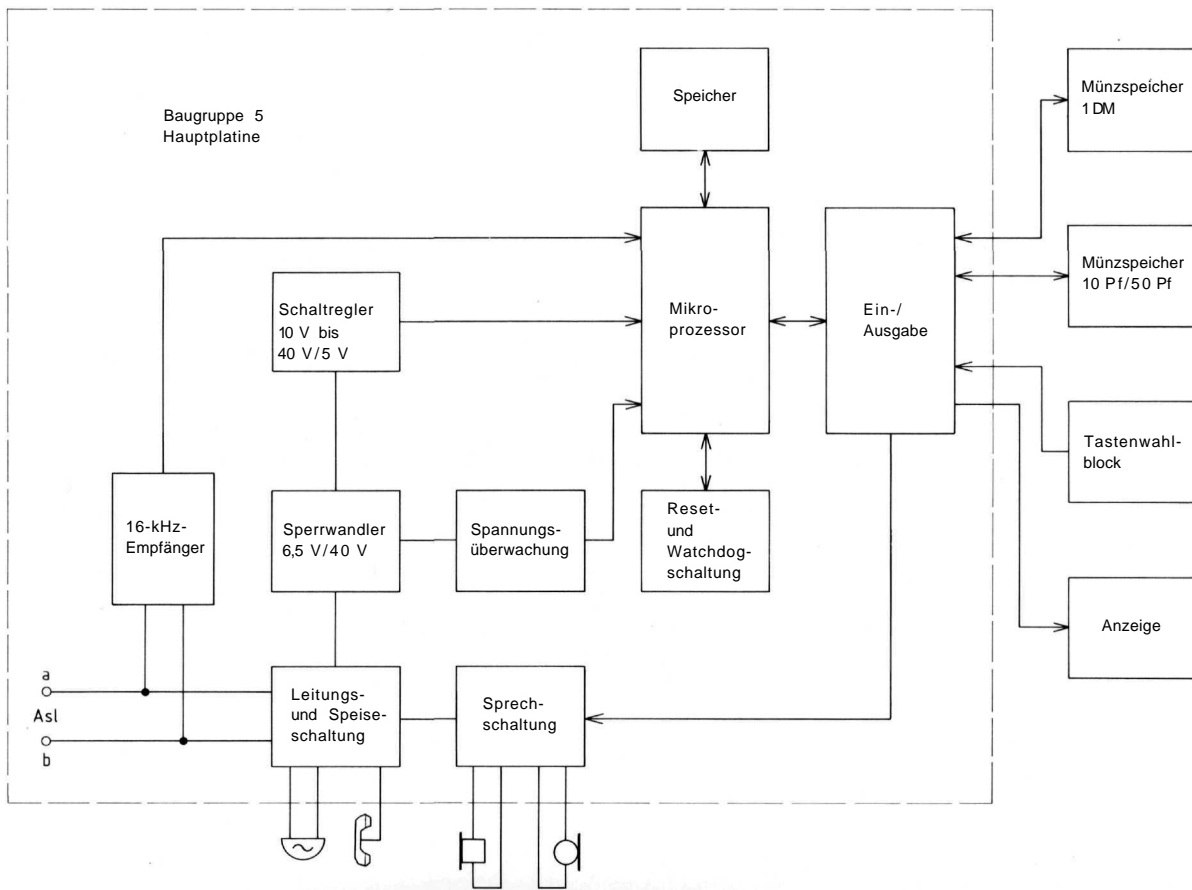 Baugruppe 5
Hauptplatine
Speicher
Münzspeicher
1 DM
Münzspeicher
10 Pf/50 Pf
Schaltregler
10 V bis
40 V/5 V
Mikro-
prozessor
Ein-/
Ausgabe
Tastenwahl-
block
16-kHz-
Empfänger
Sperrwandler
6,5 V/40 V
Spannungs-
überwachung
Reset-
und
Watchdog-
schaltung
Anzeige
a
Asl
b
Leitungs-
und Speise-
schaltung
Sprech-
schaltung